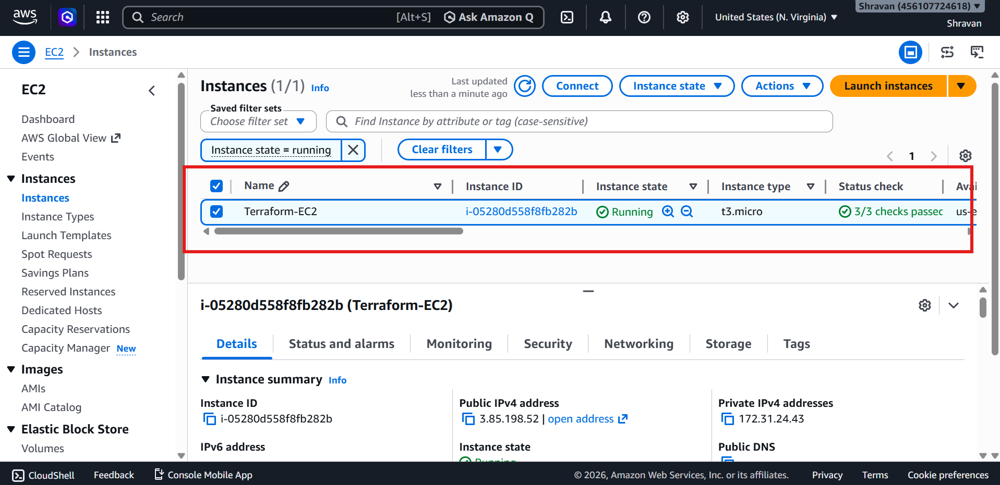 aws
Search [Alt+S] Ask Amazon Q
United States (N. Virginia)
Shravan (456107724618)
Shravan
EC2 Instances
EC2
Dashboard
AWS Global View
Events
Instances
Instances
Instance Types
Launch Templates
Spot Requests
Savings Plans
Reserved Instances
Dedicated Hosts
Capacity Reservations
Capacity Manager New
Images
AMIs
AMI Catalog
Elastic Block Store
Volumes
Instances (1/1) Info
Last updated
less than a minute ago
Connect Instance state Actions Launch instances
Saved filter sets
Choose filter set
Find Instance by attribute or tag (case-sensitive)
Instance state = running
Clear filters
1
Name Instance ID Instance state Instance type Status check Avai
Terraform-EC2 i-05280d558f8fb282b Running t3.micro 3/3 checks passed us-e
i-05280d558f8fb282b (Terraform-EC2)
Details Status and alarms Monitoring Security Networking Storage Tags
Instance summary Info
Instance ID
i-05280d558f8fb282b
Public IPv4 address
3.85.198.52 | open address
Private IPv4 addresses
172.31.24.43
IPv6 address
Instance state
Running
Public DNS
CloudShell Feedback Console Mobile App
© 2026, Amazon Web Services, Inc. or its affiliates. Privacy Terms Cookie preferences